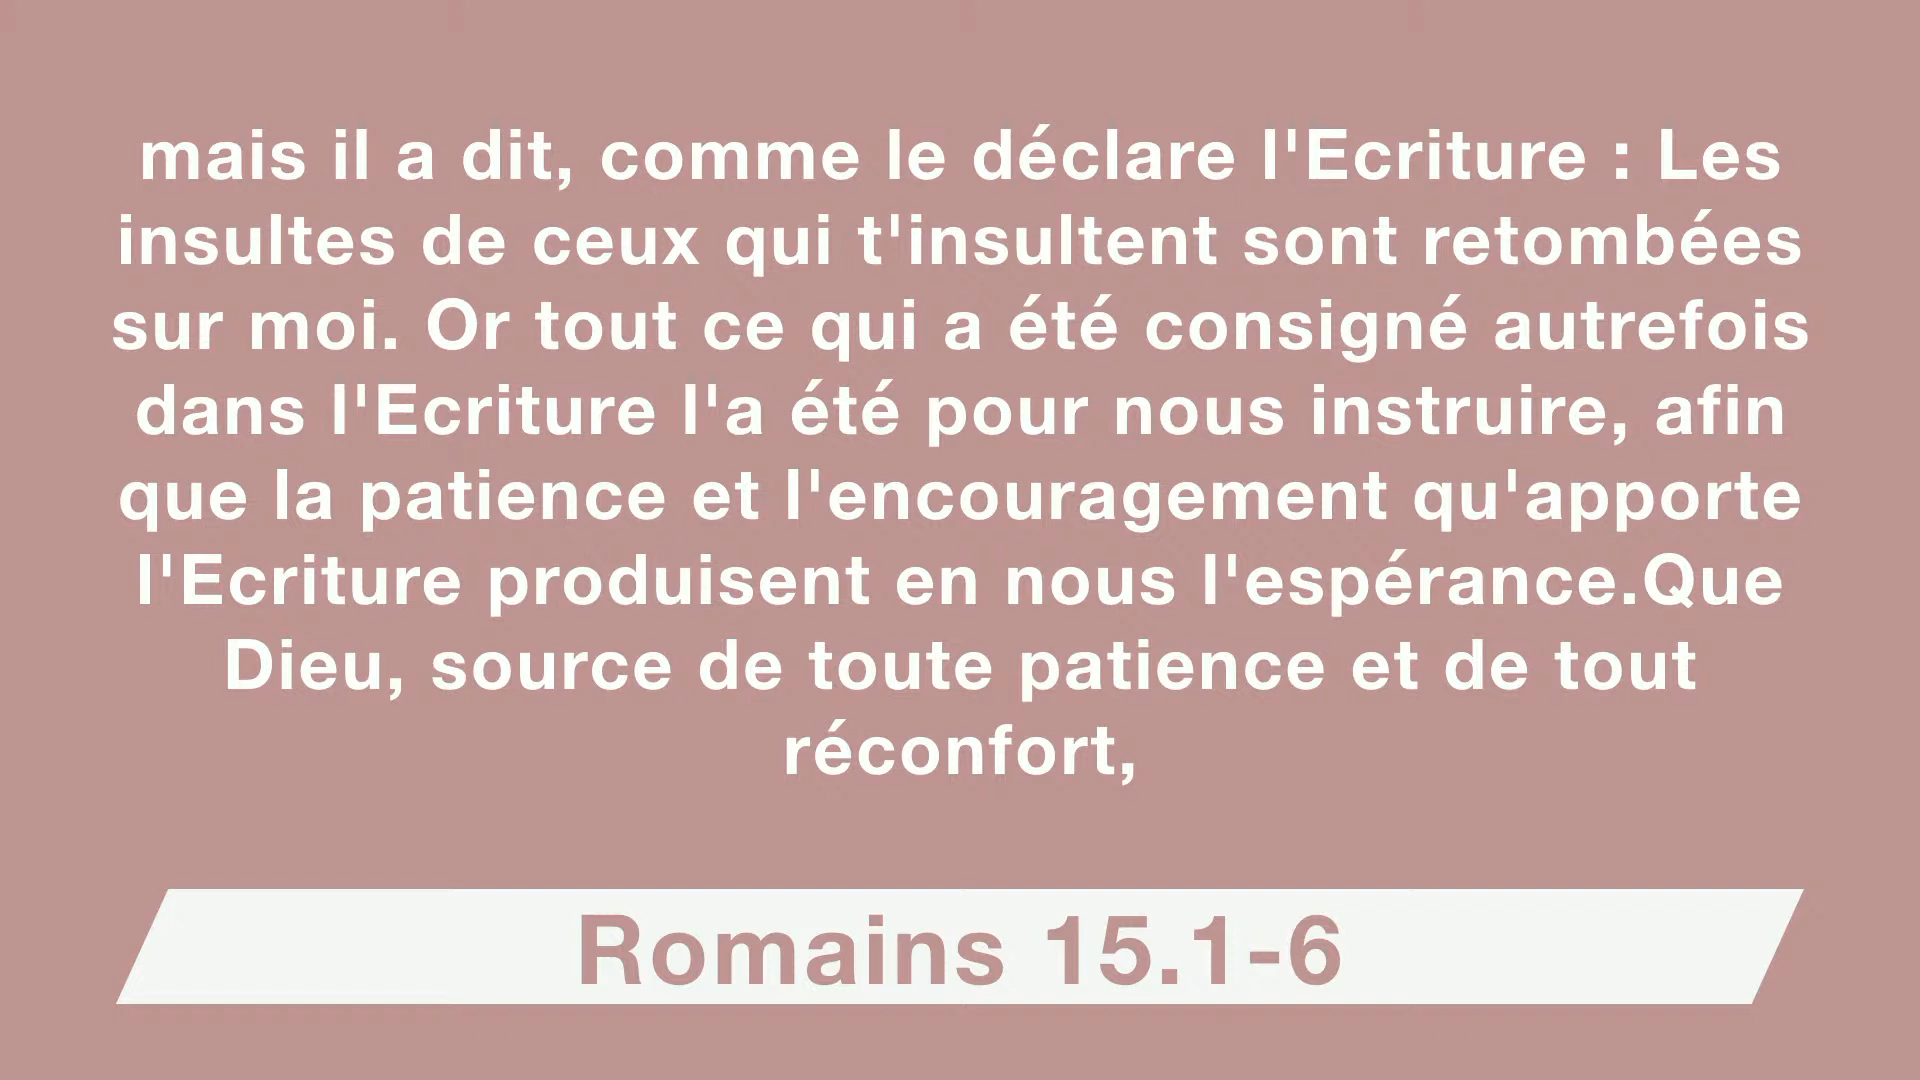 mais il a dit, comme le déclare l'Ecriture : Les
insultes de ceux qui t'insultent sont retombées
sur moi. Or tout ce qui a été consigné autrefois
dans l'Ecriture l'a été pour nous instruire, afin
que la patience et l'encouragement qu'apporte
l'Ecriture produisent en nous l'espérance.Que
Dieu, source de toute patience et de tout
réconfort,
Romains 15.1-6